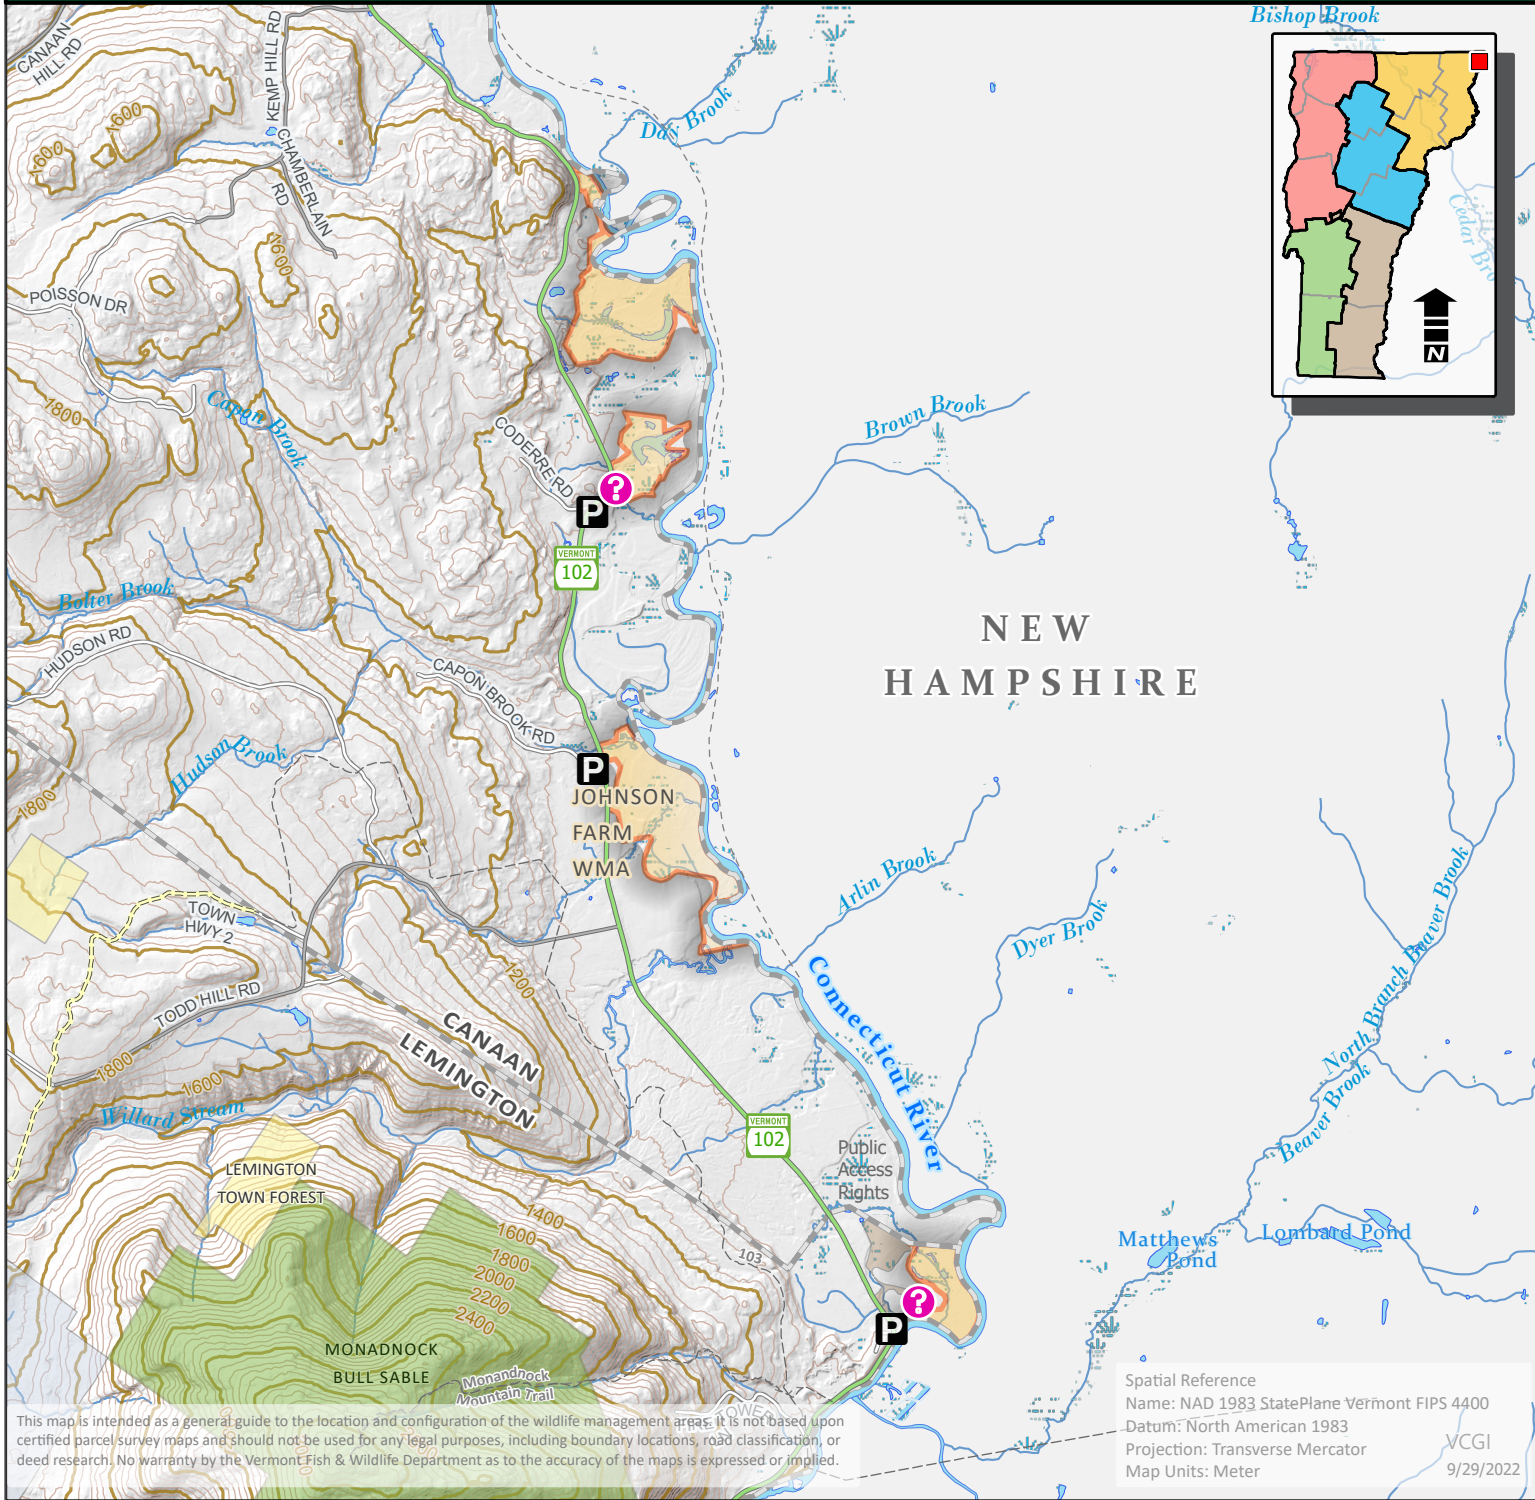 Bishop Brook
CANAAN
HILL RD
KEMP HILL RD
1600
1600
CHAMBERLAIN
RD
Day Brook
Cedar Bro
N
1600
POISSON DR
1800
Capon Brook
CODERRE RD
Brown Brook
?
P
VERMONT
102
Bolter Brook
HUDSON RD
NEW
HAMPSHIRE
CAPON BROOK RD
Hudson Brook
1800
P
JOHNSON
FARM
WMA
Arlin Brook
Dyer Brook
Beaver Brook
North Branch
TOWN
HWY 2
TODD HILL RD
1200
CANAAN
LEMINGTON
Connecticut River
1800
1600
Willard Stream
Beaver Brook
VERMONT
102
Public
Access
Rights
LEMINGTON
TOWN FOREST
1400
1600
1800
2000
2200
2400
103
Matthews
Pond
Lombard Pond
?
P
MONADNOCK
BULL SABLE
Monandnock
Mountain Trail
This map is intended as a general guide to the location and configuration of the wildlife management areas. It is not based upon
certified parcel survey maps and should not be used for any legal purposes, including boundary locations, road classification, or
deed research. No warranty by the Vermont Fish & Wildlife Department as to the accuracy of the maps is expressed or implied.
Spatial Reference
Name: NAD 1983 StatePlane Vermont FIPS 4400
Datum: North American 1983
Projection: Transverse Mercator
Map Units: Meter
VCGI
9/29/2022